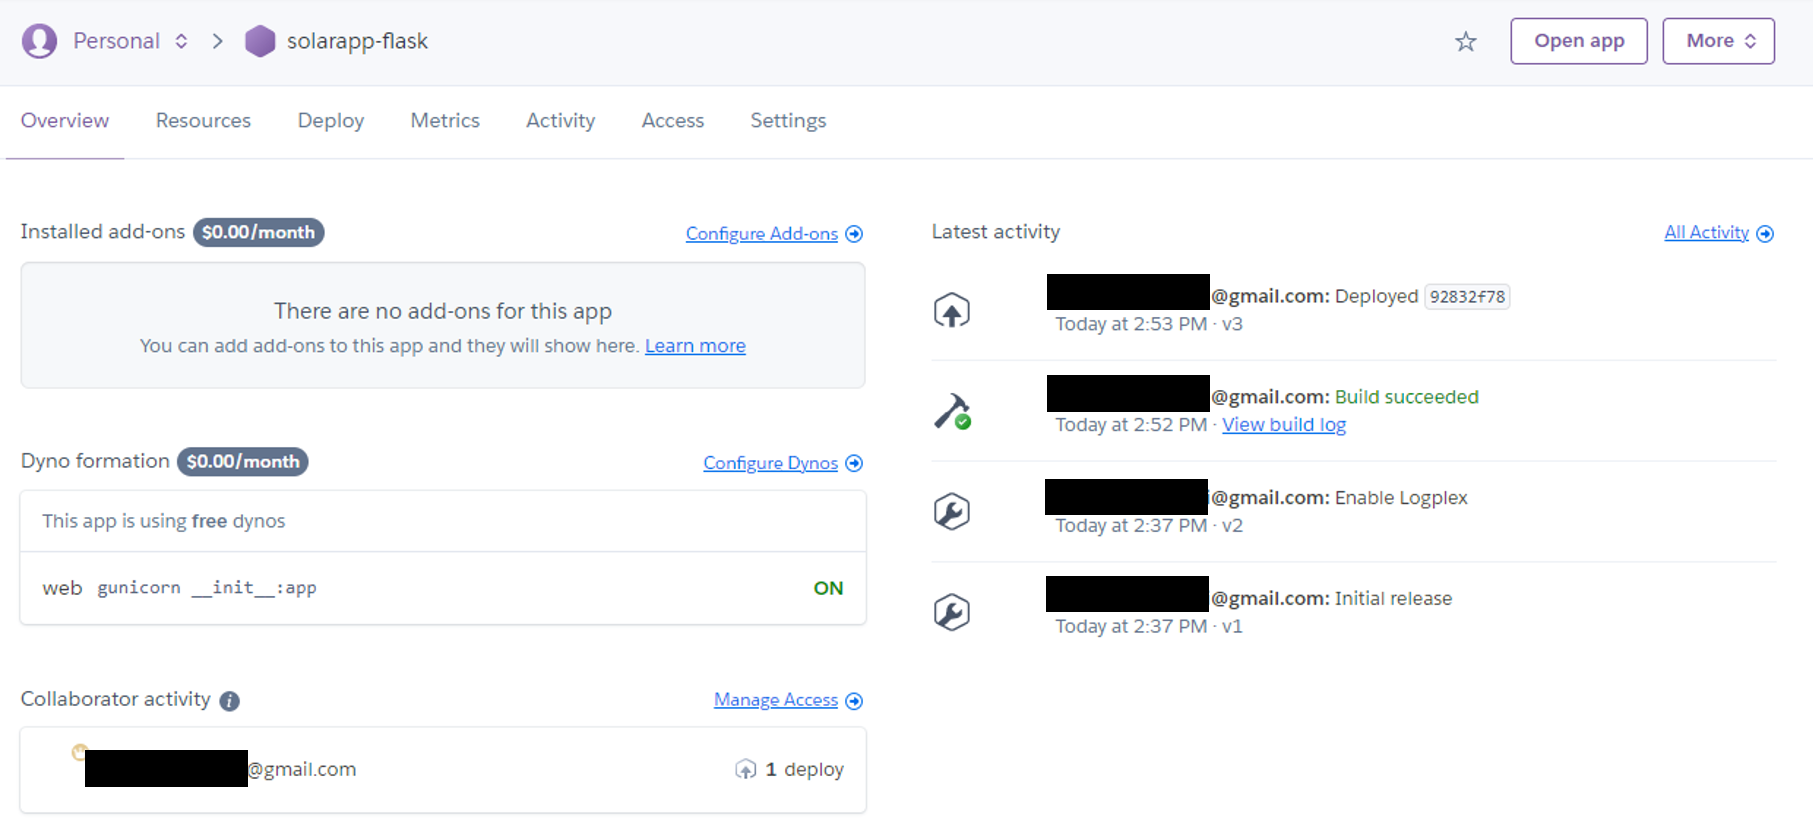 Personal solarapp-flask Open app More
Overview Resources Deploy Metrics Activity Access Settings
Installed add-ons $0.00/month Configure Add-ons
There are no add-ons for this app
You can add add-ons to this app and they will show here. Learn more
Dyno formation $0.00/month Configure Dynos
This app is using free dynos
web gunicorn __init__:app ON
Collaborator activity i Manage Access
@gmail.com 1 deploy
Latest activity All Activity
@gmail.com: Deployed 92832f78
Today at 2:53 PM · v3
@gmail.com: Build succeeded
Today at 2:52 PM · View build log
@gmail.com: Enable Logplex
Today at 2:37 PM · v2
@gmail.com: Initial release
Today at 2:37 PM · v1